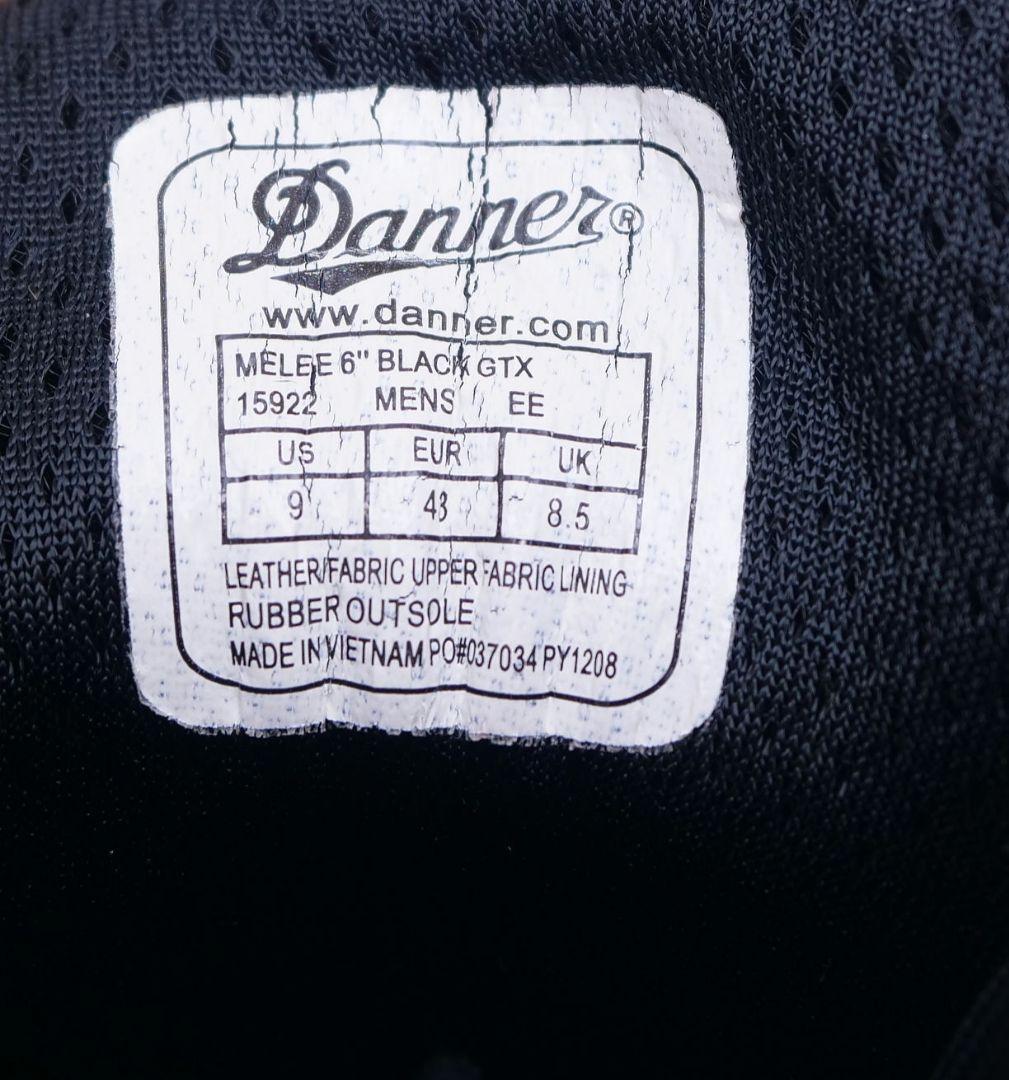 Danner®
www.danner.com
MELEE 6" BLACK GTX
15922 MENS EE
US EUR UK
9 43 8.5
LEATHER/FABRIC UPPER FABRIC LINING
RUBBER OUTSOLE
MADE IN VIETNAM PO#037034 PY1208